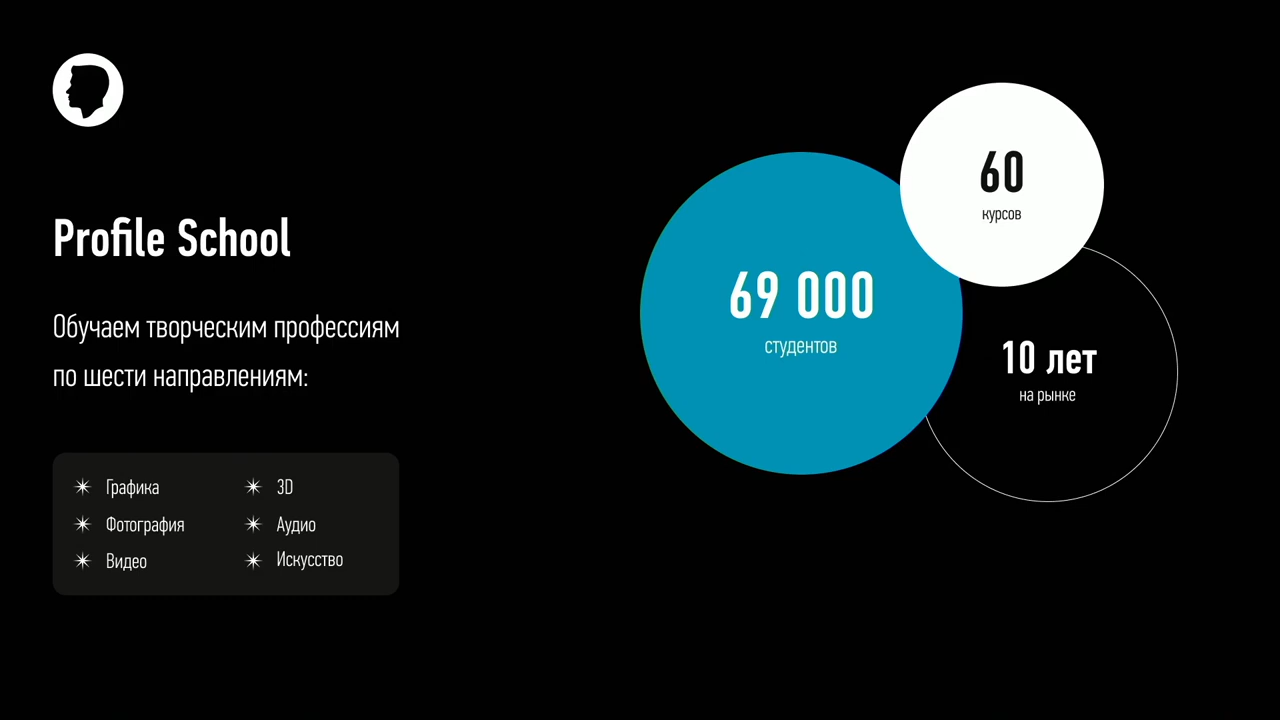 Profile School
Обучаем творческим профессиям
по шести направлениям:
Графика
Фотография
Видео
3D
Аудио
Искусство
69 000
студентов
60
курсов
10 лет
на рынке